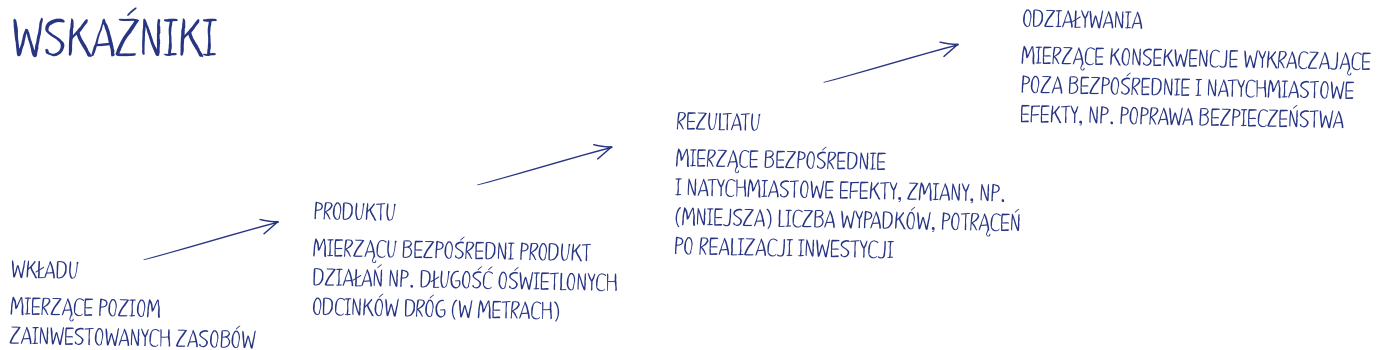 WSKAŹNIKI
WKŁADU
MIERZĄCE POZIOM
ZAINWESTOWANYCH ZASOBÓW
PRODUKTU
MIERZĄCU BEZPOŚREDNI PRODUKT
DZIAŁAŃ NP. DŁUGOŚĆ OŚWIETLONYCH
ODCINKÓW DRÓG (W METRACH)
REZULTATU
MIERZĄCE BEZPOŚREDNIE
I NATYCHMIASTOWE EFEKTY, ZMIANY, NP.
(MNIEJSZA) LICZBA WYPADKÓW, POTRĄCEŃ
PO REALIZACJI INWESTYCJI
ODZIAŁYWANIA
MIERZĄCE KONSEKWENCJE WYKRACZAJĄCE
POZA BEZPOŚREDNIE I NATYCHMIASTOWE
EFEKTY, NP. POPRAWA BEZPIECZEŃSTWA